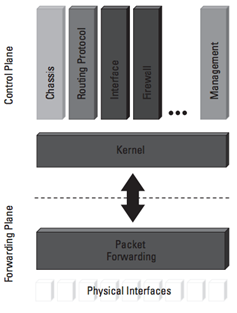 Control Plane
Chassis
Routing Protocol
Interface
Firewall
•••
Management
Kernel
Forwarding Plane
Packet
Forwarding
Physical Interfaces